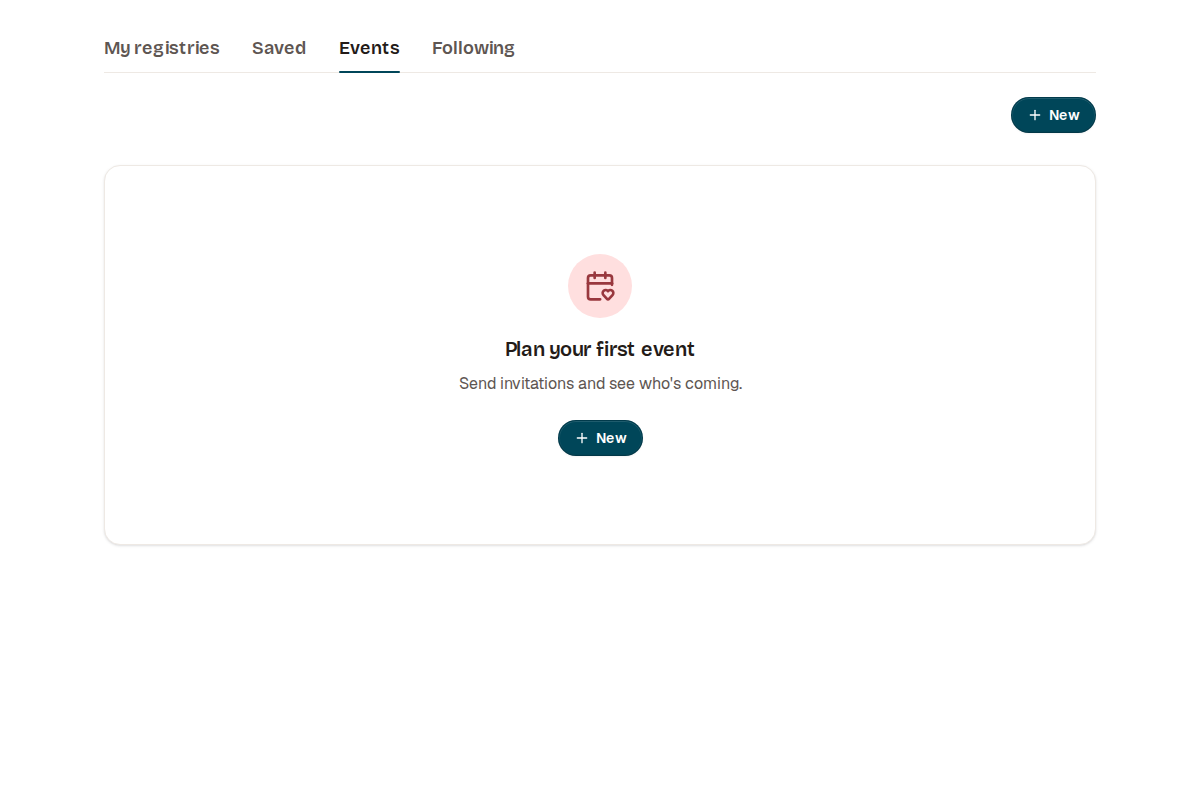 My registries Saved Events Following
New
Plan your first event
Send invitations and see who's coming.
New